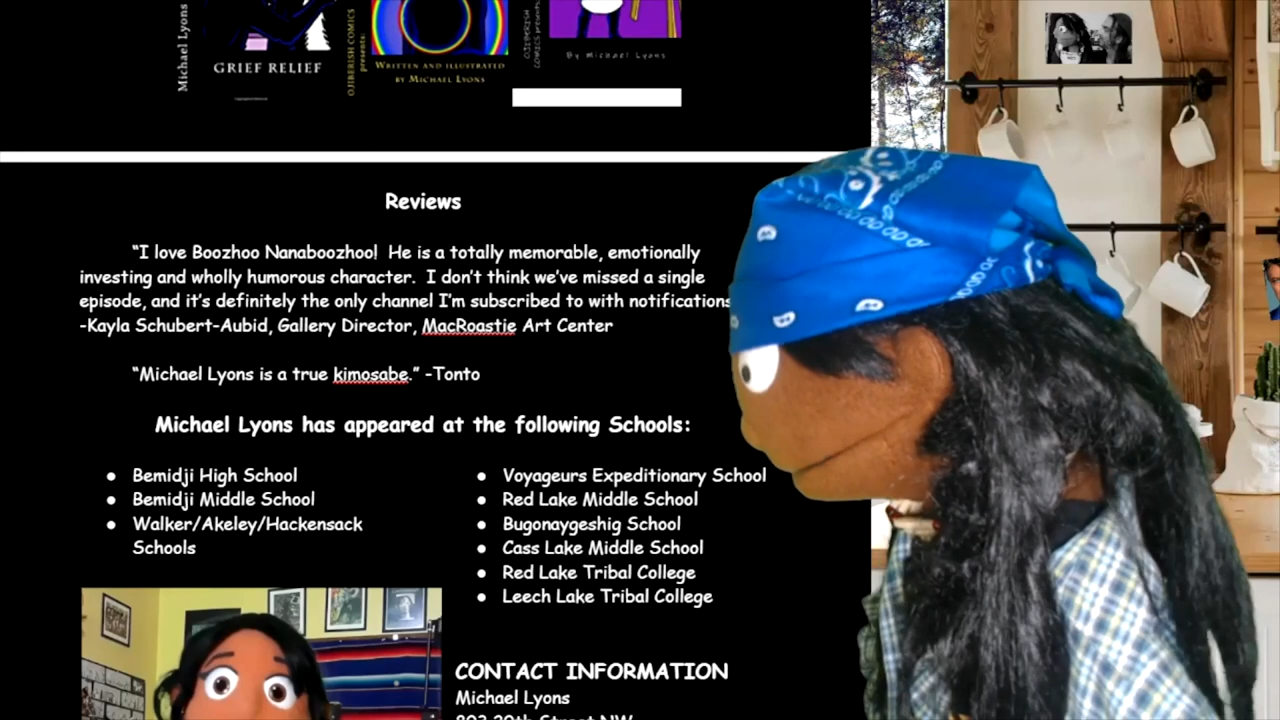 Michael Lyons
GRIEF RELIEF
OJIBERISH COMICS
presents:
WRITTEN AND ILLUSTRATED
BY MICHAEL LYONS
OJIBERISH
COMICS presents:
By Michael Lyons
Reviews
"I love Boozhoo Nanaboozhoo! He is a totally memorable, emotionally
investing and wholly humorous character. I don't think we've missed a single
episode, and it's definitely the only channel I'm subscribed to with notifications
-Kayla Schubert-Aubid, Gallery Director, MacRoastie Art Center
"Michael Lyons is a true kimosabe." -Tonto
Michael Lyons has appeared at the following Schools:
● Bemidji High School
● Bemidji Middle School
● Walker/Akeley/Hackensack
Schools
● Voyageurs Expeditionary School
● Red Lake Middle School
● Bugonaygeshig School
● Cass Lake Middle School
● Red Lake Tribal College
● Leech Lake Tribal College
CONTACT INFORMATION
Michael Lyons